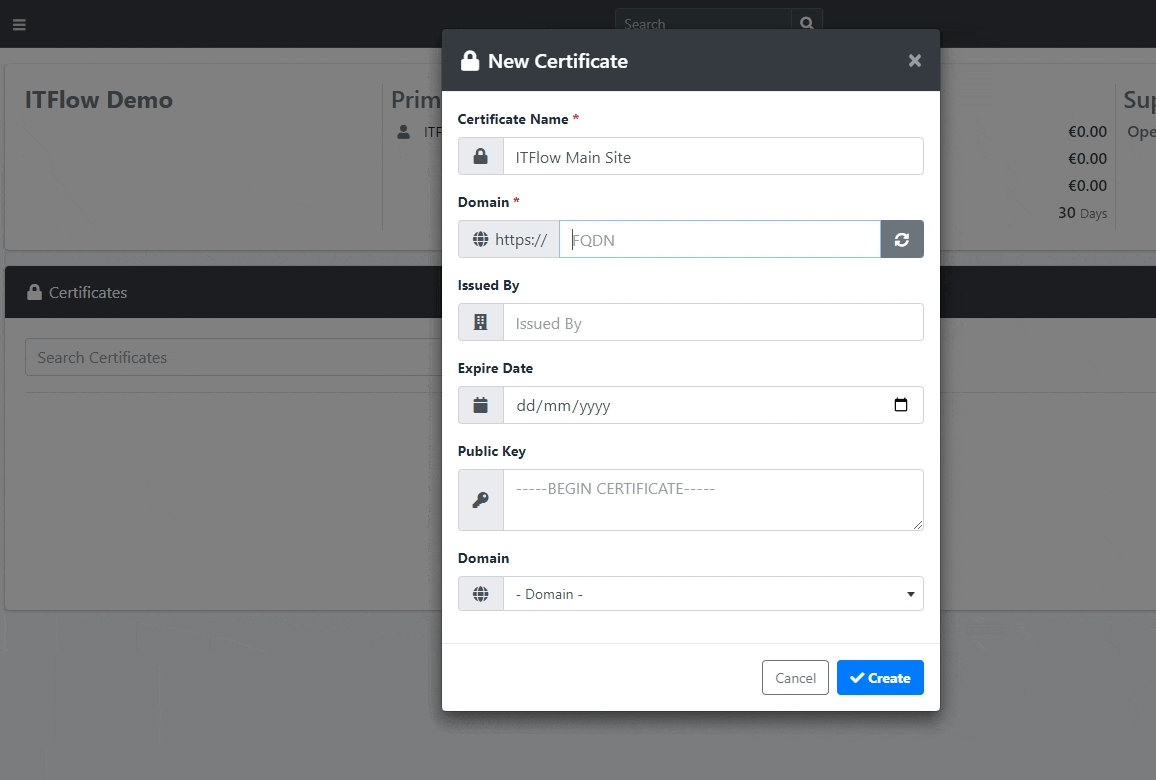 Search
New Certificate
ITFlow Demo
Prim
ITF
€0.00
€0.00
€0.00
30 Days
Sup
Ope
Certificates
Search Certificates
Certificate Name *
ITFlow Main Site
Domain *
https://
FQDN
Issued By
Issued By
Expire Date
dd/mm/yyyy
Public Key
-----BEGIN CERTIFICATE-----
Domain
- Domain -
Cancel
Create